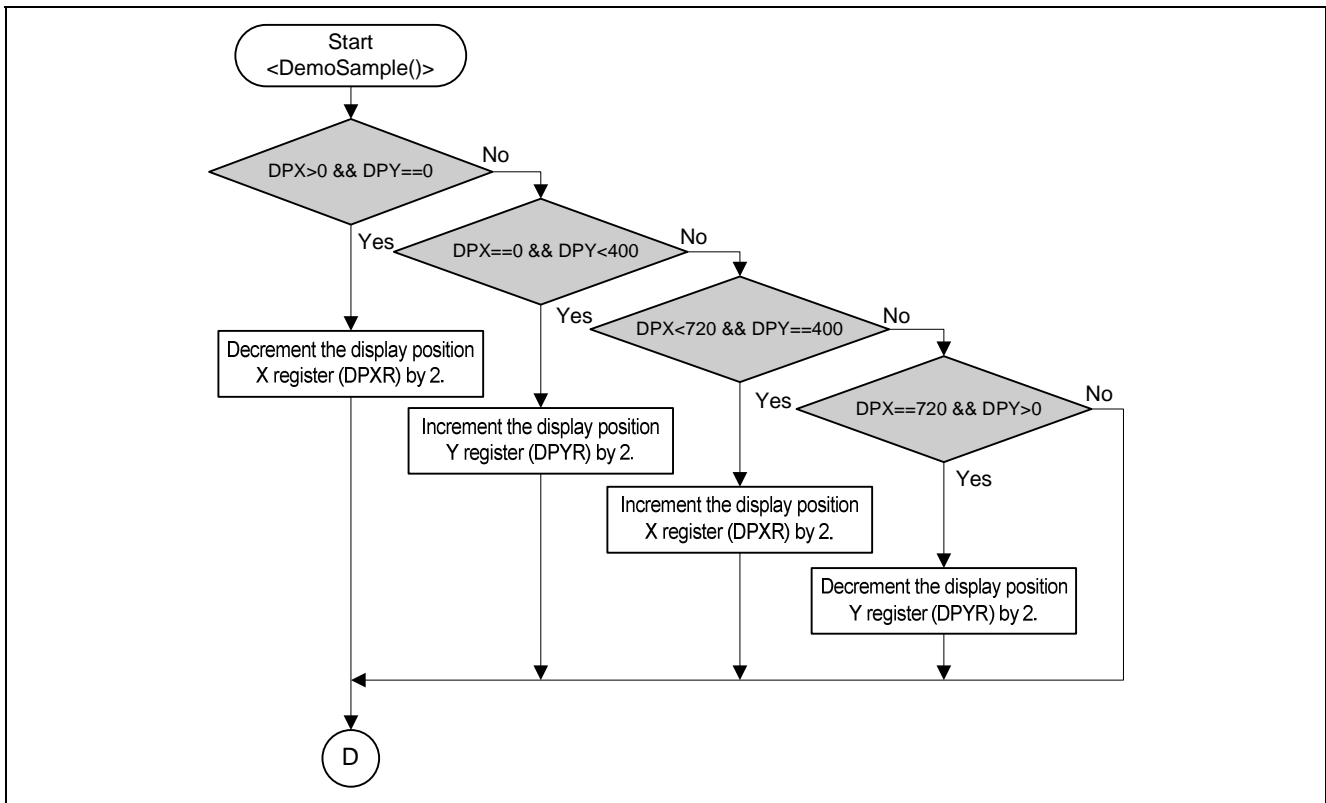 Start
<DemoSample()>
DPX>0 && DPY==0
No
Yes
DPX==0 && DPY<400
No
Yes
DPX<720 && DPY==400
No
Yes
DPX==720 && DPY>0
No
Yes
Decrement the display position
X register (DPXR) by 2.
Increment the display position
Y register (DPYR) by 2.
Increment the display position
X register (DPXR) by 2.
Decrement the display position
Y register (DPYR) by 2.
D